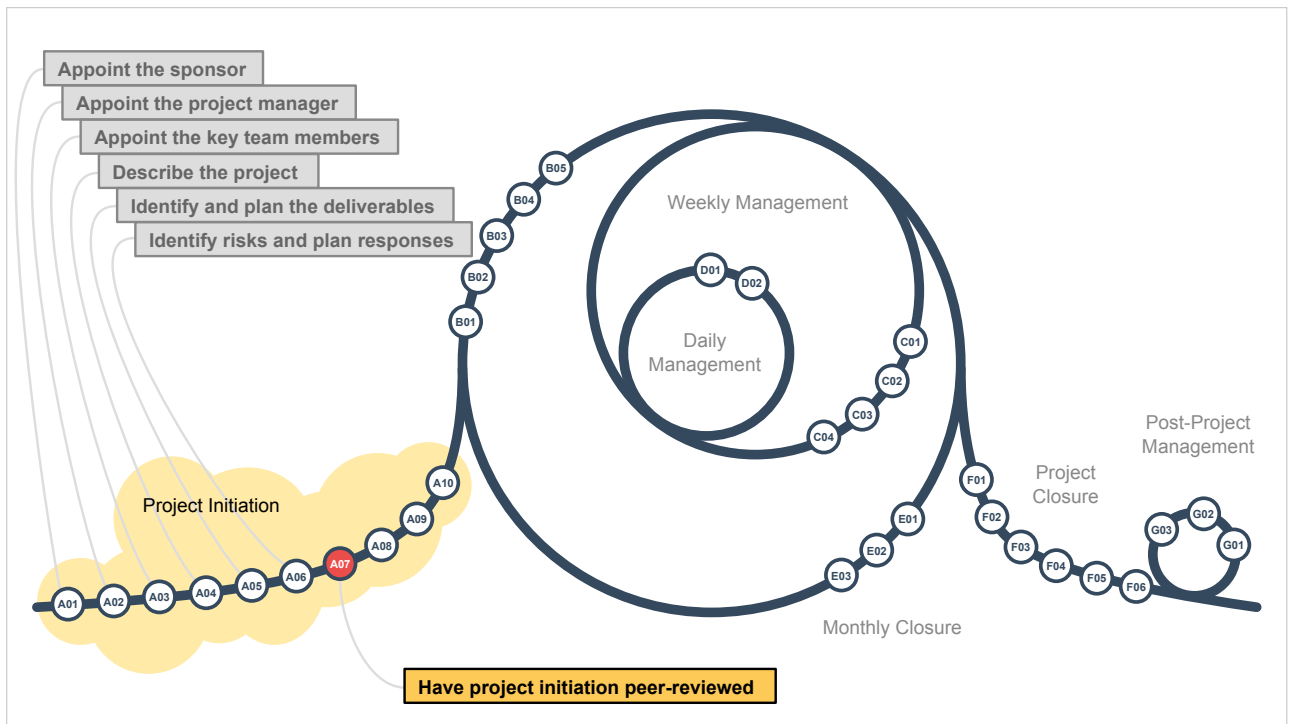 Appoint the sponsor
Appoint the project manager
Appoint the key team members
Describe the project
Identify and plan the deliverables
Identify risks and plan responses
B05
B04
B03
B02
B01
Weekly Management
D01
D02
Daily
Management
C01
C02
C03
C04
Project Initiation
A10
A09
A08
A07
A06
A05
A04
A03
A02
A01
E01
E02
E03
Monthly Closure
F01
F02
F03
F04
F05
F06
Project
Closure
Post-Project
Management
G03
G02
G01
Have project initiation peer-reviewed